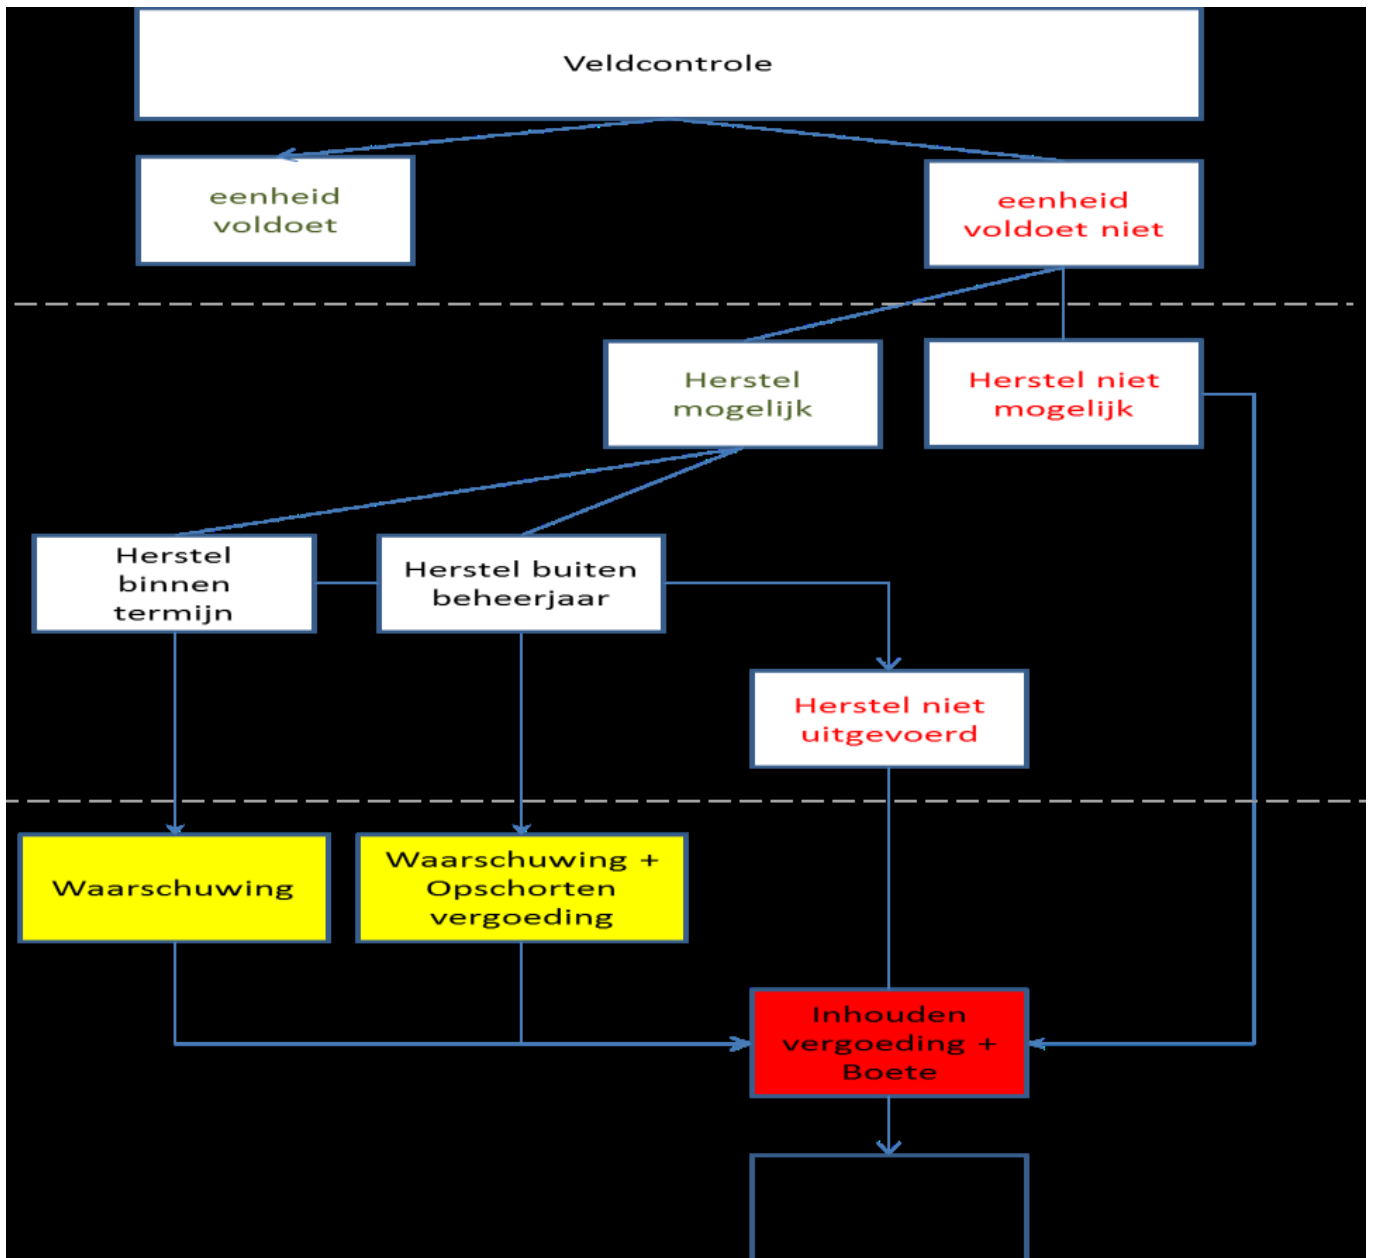 Veldcontrole
eenheid
voldoet
eenheid
voldoet niet
Herstel
mogelijk
Herstel niet
mogelijk
Herstel
binnen
termijn
Herstel buiten
beheerjaar
Herstel niet
uitgevoerd
Waarschuwing
Waarschuwing +
Opschorten
vergoeding
Inhouden
vergoeding +
Boete